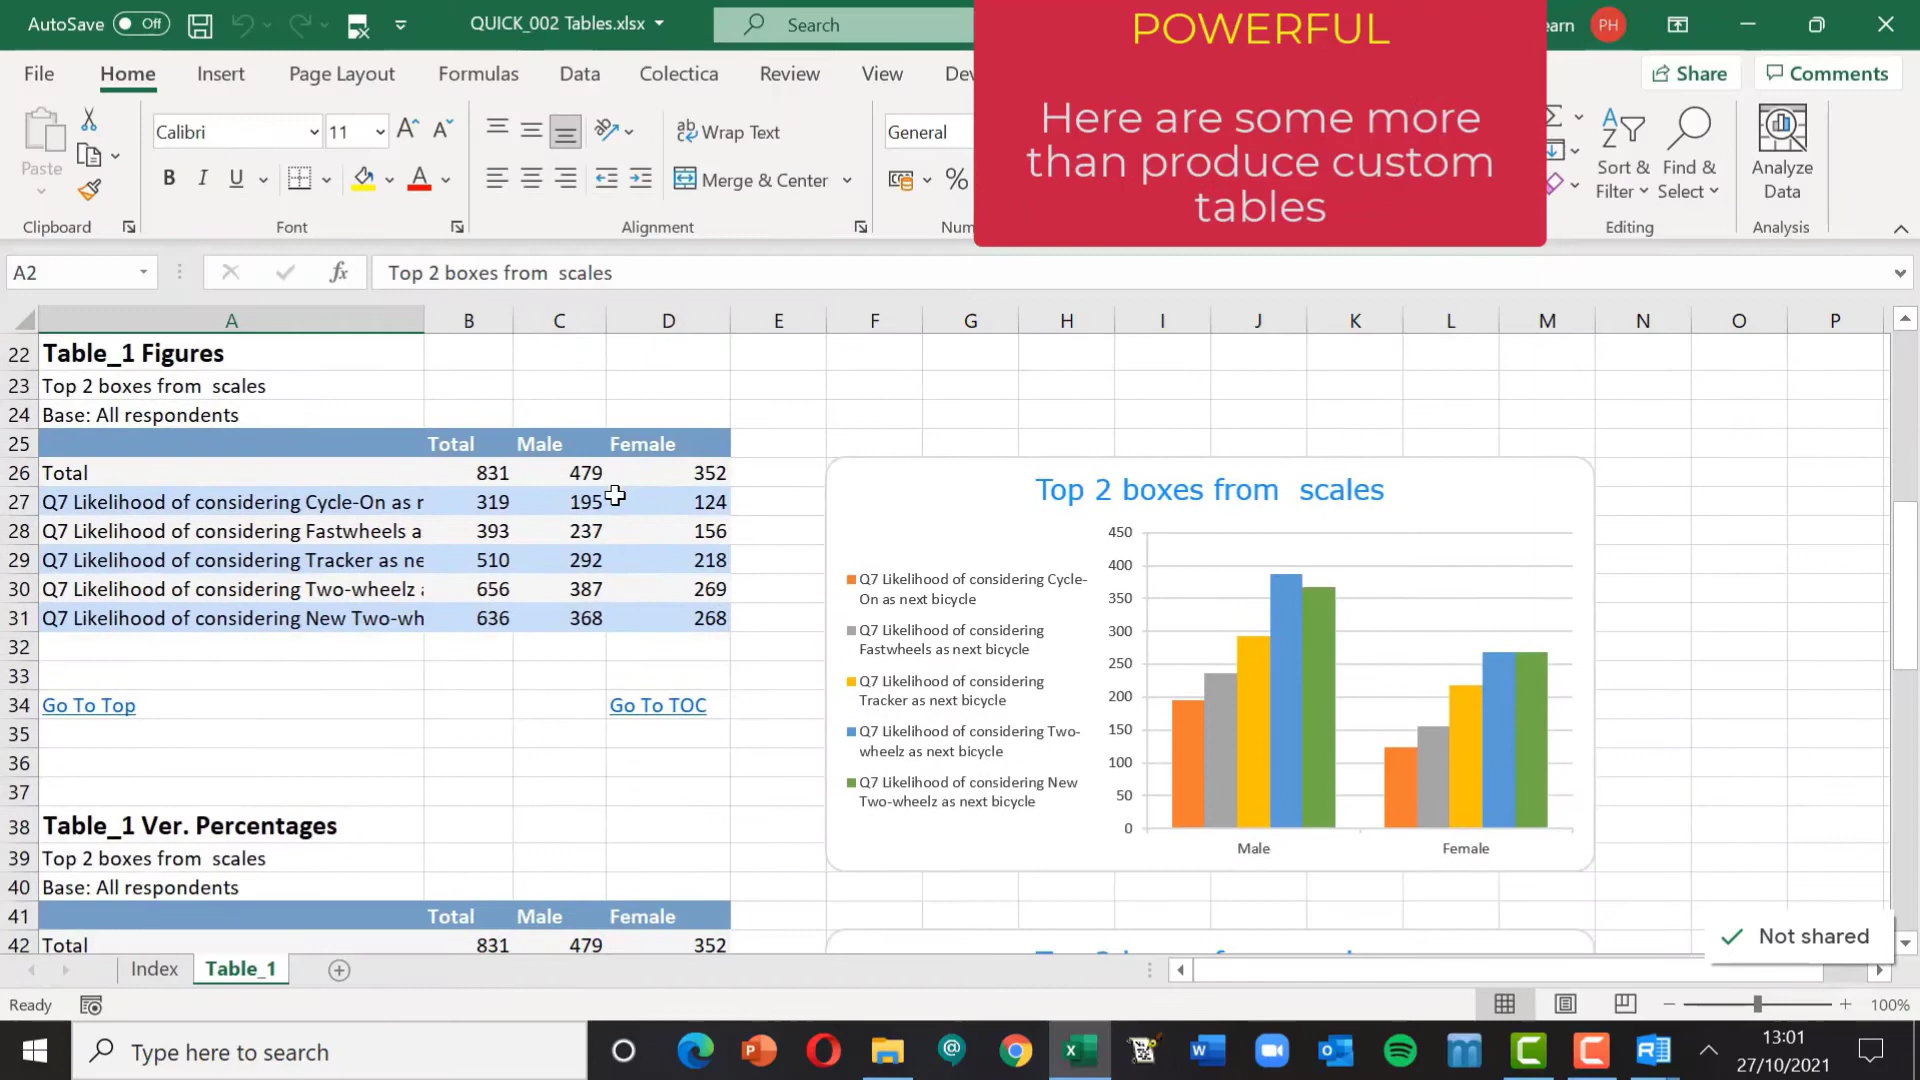 AutoSave Off QUICK_002 Tables.xlsx Search earn PH
POWERFUL
Here are some more
than produce custom
tables
File Home Insert Page Layout Formulas Data Colectica Review View Dev Share Comments
Calibri 11 Wrap Text General
Paste B I U Merge & Center % Sort & Filter Find & Select Analyze Data
Clipboard Font Alignment Num Editing Analysis
A2 fx Top 2 boxes from  scales
A B C D E F G H I J K L M N O P
22 Table_1 Figures
23 Top 2 boxes from  scales
24 Base: All respondents
25 Total Male Female
26 Total 831 479 352
27 Q7 Likelihood of considering Cycle-On as r 319 195 124
28 Q7 Likelihood of considering Fastwheels a 393 237 156
29 Q7 Likelihood of considering Tracker as ne 510 292 218
30 Q7 Likelihood of considering Two-wheelz 656 387 269
31 Q7 Likelihood of considering New Two-wh 636 368 268
32
33
34 Go To Top Go To TOC
35
36
37
38 Table_1 Ver. Percentages
39 Top 2 boxes from  scales
40 Base: All respondents
41 Total Male Female
42 Total 831 479 352
Top 2 boxes from  scales
Q7 Likelihood of considering Cycle-
On as next bicycle
Q7 Likelihood of considering
Fastwheels as next bicycle
Q7 Likelihood of considering
Tracker as next bicycle
Q7 Likelihood of considering Two-
wheelz as next bicycle
Q7 Likelihood of considering New
Two-wheelz as next bicycle
450
400
350
300
250
200
150
100
50
0
Male Female
Not shared
Index Table_1
Ready 100%
Type here to search
13:01
27/10/2021